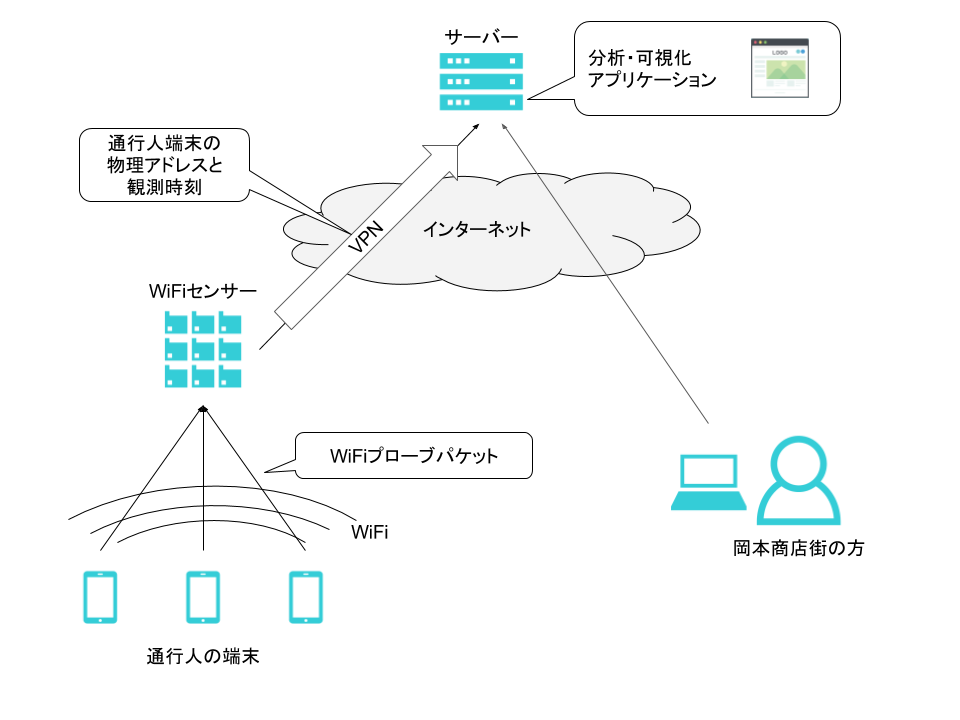 サーバー
分析・可視化
アプリケーション
LOGO
通行人端末の
物理アドレスと
観測時刻
VPN
インターネット
WiFiセンサー
WiFiプローブパケット
WiFi
岡本商店街の方
通行人の端末